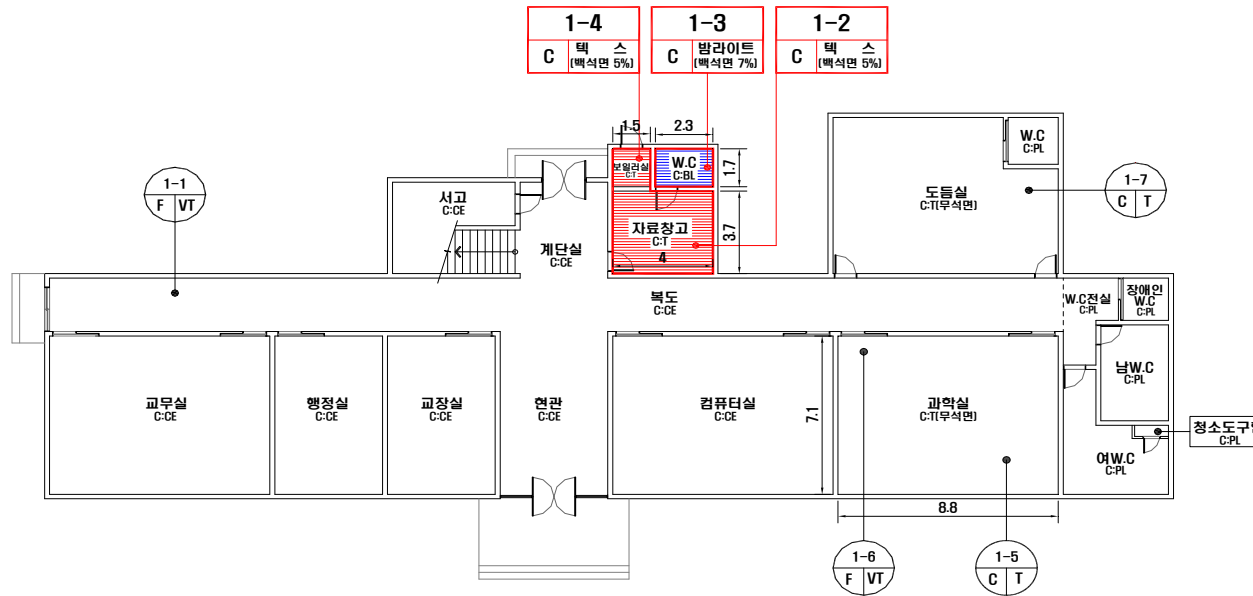 1-4
C 텍 스
(백석면 5%)
1-3
C 밤라이트
(백석면 7%)
1-2
C 텍 스
(백석면 5%)
1.5
2.3
1.7
3.7
4
보일러실
C:T
W.C
C:BL
자료창고
C:T
W.C
C:PL
도듬실
C:T(무석면)
1-7
C T
1-1
F VT
서고
C:CE
계단실
C:CE
복도
C:CE
W.C전실
C:PL
장애인
W.C
C:PL
남W.C
C:PL
교무실
C:CE
행정실
C:CE
교장실
C:CE
현관
C:CE
컴퓨터실
C:CE
7.1
과학실
C:T(무석면)
청소도구함
C:PL
여W.C
C:PL
8.8
1-6
F VT
1-5
C T